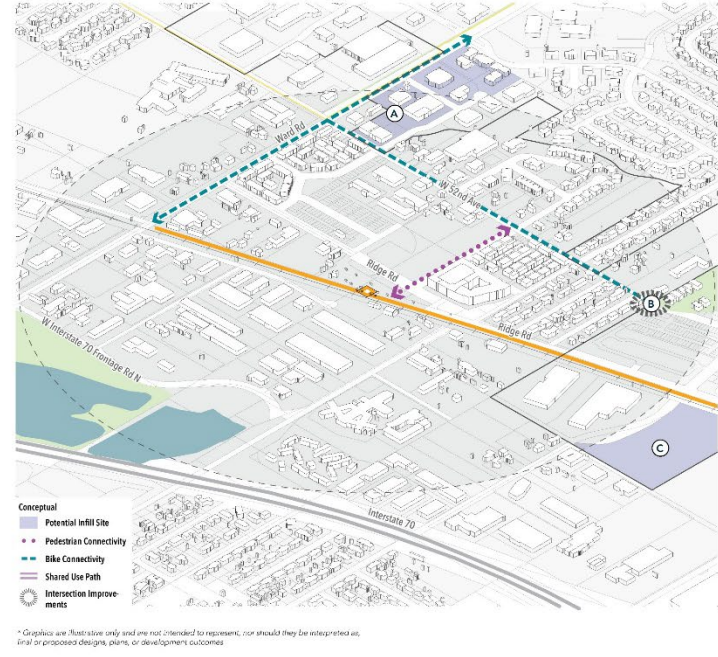 A
Ward Rd
W 52nd Ave
Ridge Rd
B
Ridge Rd
W Interstate 70 Frontage Rd N
C
Interstate 70
Conceptual
Potential Infill Site
Pedestrian Connectivity
Bike Connectivity
Shared Use Path
Intersection Improve-
ments
* Graphics are illustrative only and are not intended to represent, nor should they be interpreted as,
final or proposed designs, plans, or development outcomes